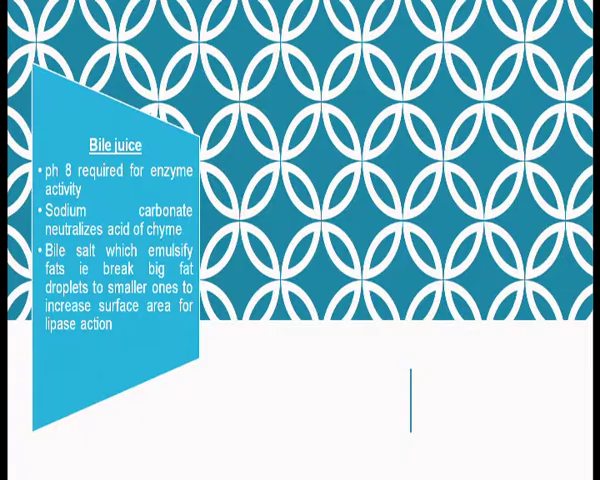 Bile juice
• ph 8 required for enzyme
activity
• Sodium carbonate
neutralizes acid of chyme
• Bile salt which emulsify
fats ie break big fat
droplets to smaller ones to
increase surface area for
lipase action